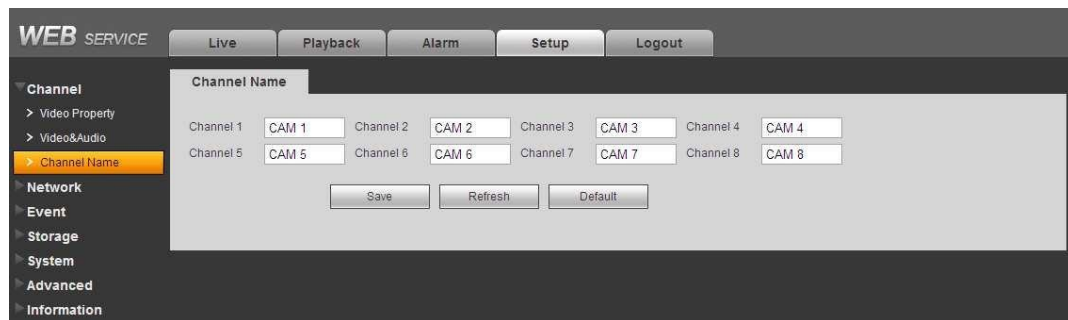 WEB SERVICE
Live Playback Alarm Setup Logout
Channel
> Video Property
> Video&Audio
> Channel Name
Network
Event
Storage
System
Advanced
Information
Channel Name
Channel 1 CAM 1 Channel 2 CAM 2 Channel 3 CAM 3 Channel 4 CAM 4
Channel 5 CAM 5 Channel 6 CAM 6 Channel 7 CAM 7 Channel 8 CAM 8
Save Refresh Default